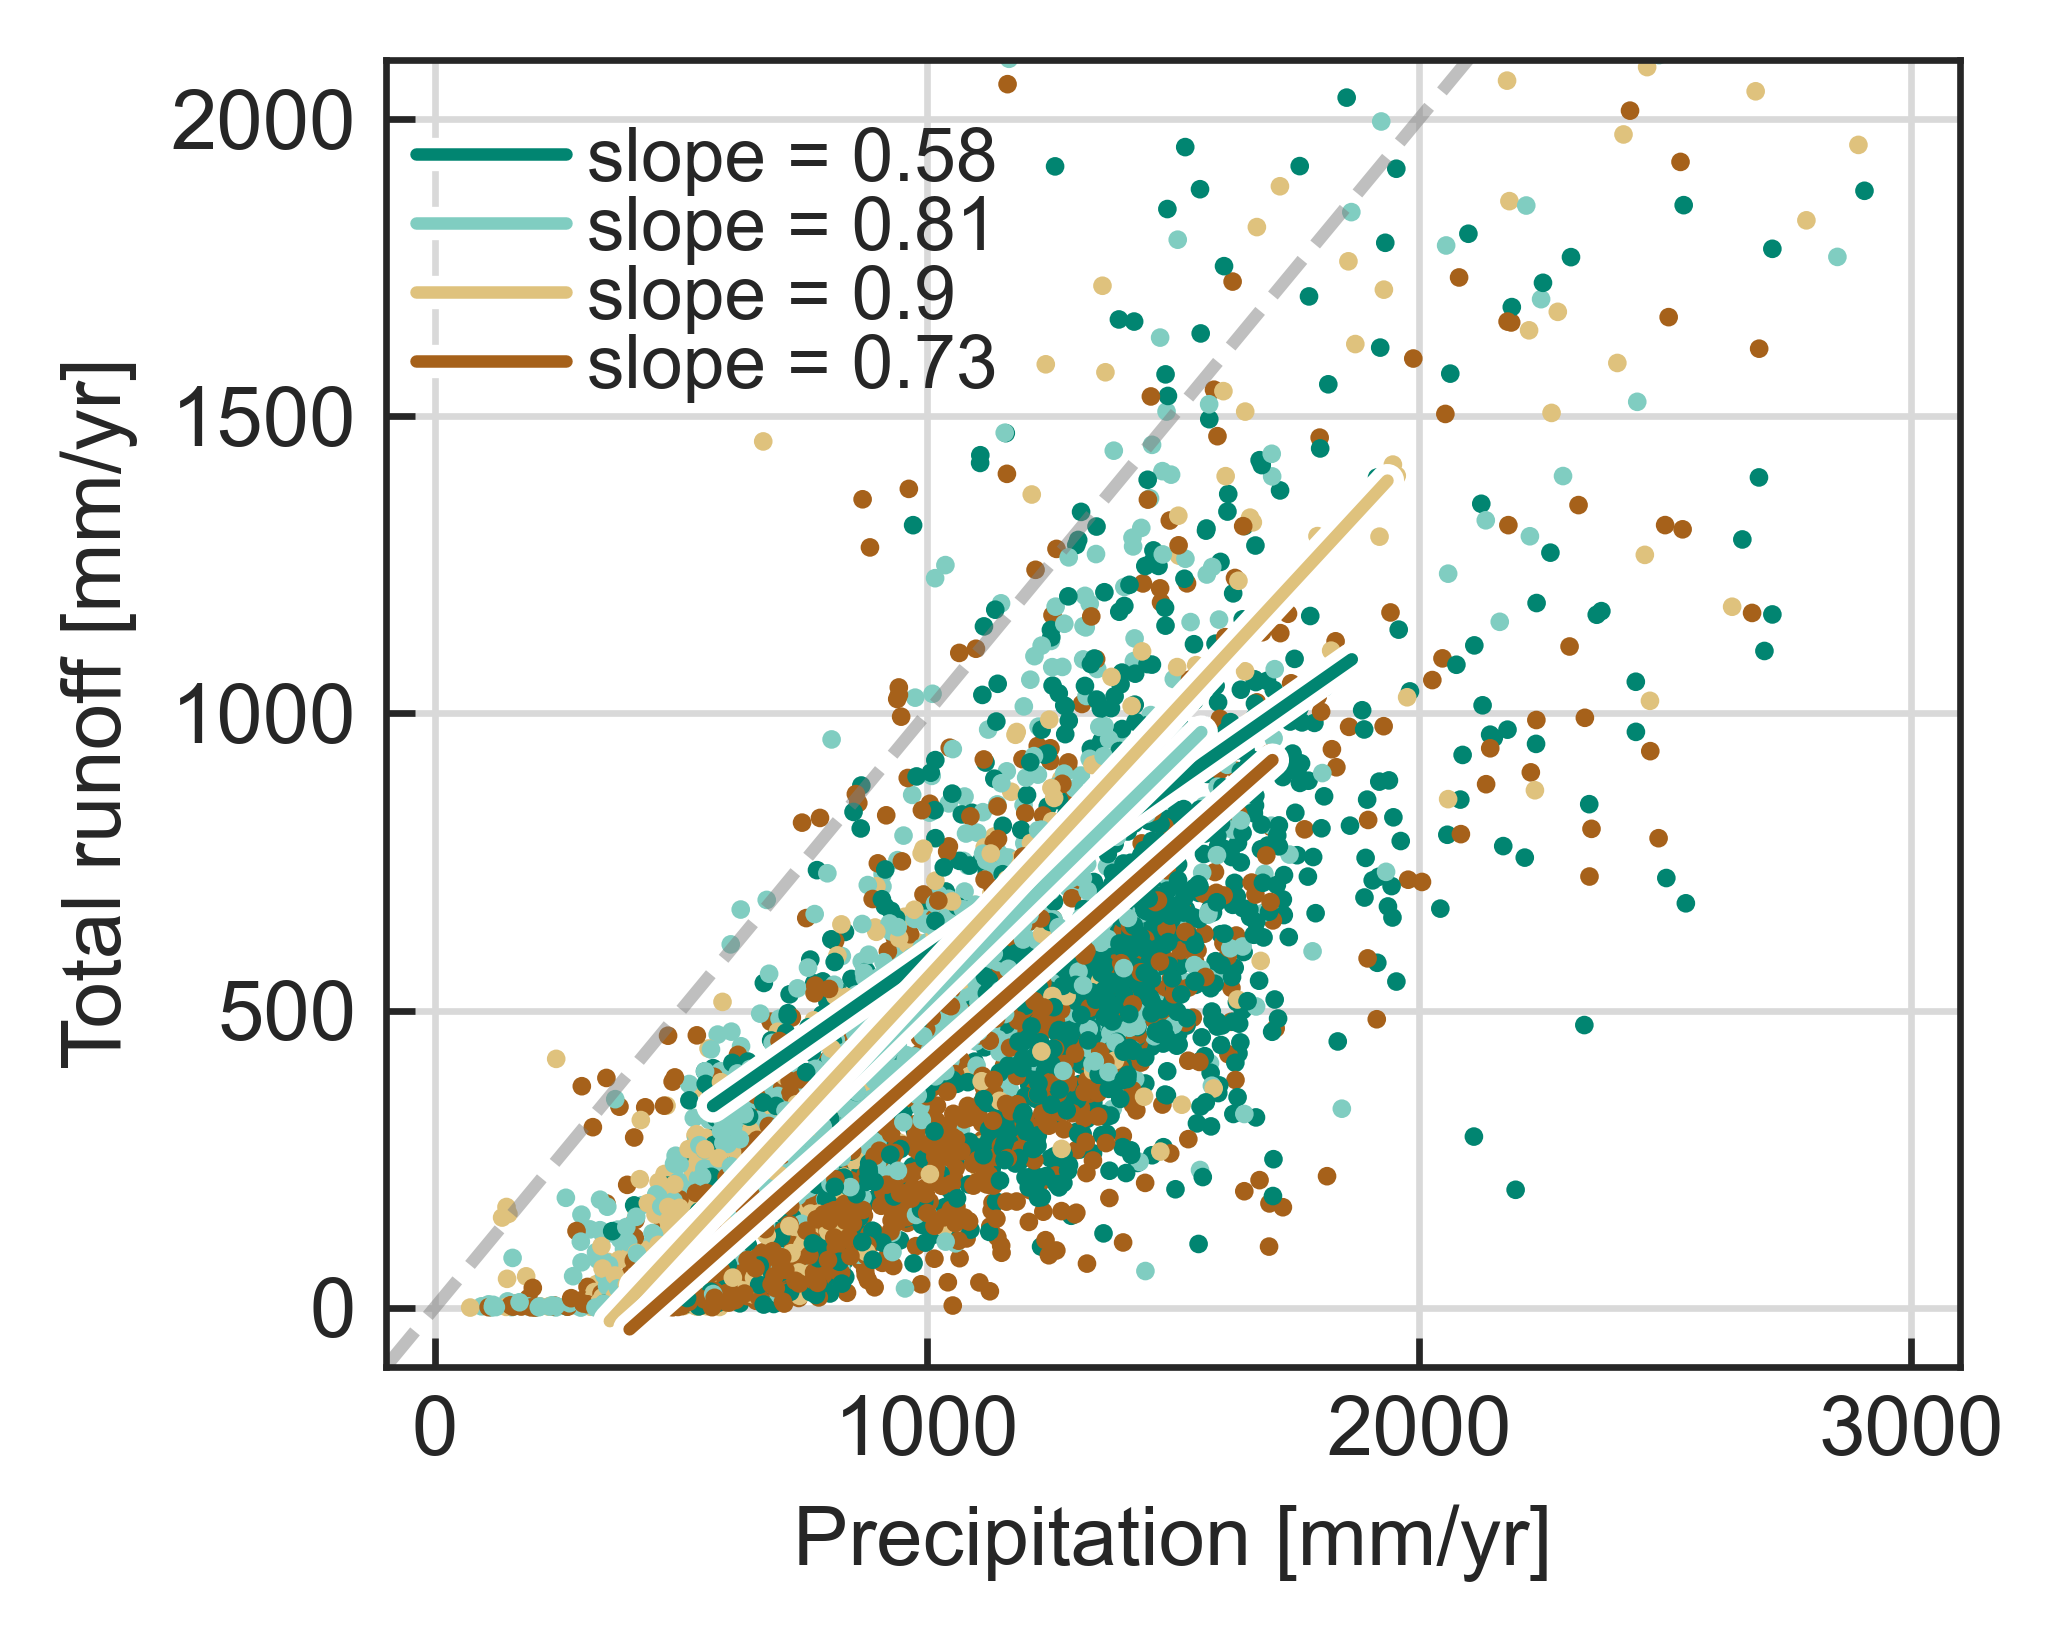 2000
1500
1000
500
0
0
1000
2000
3000
Total runoff [mm/yr]
Precipitation [mm/yr]
slope = 0.58
slope = 0.81
slope = 0.9
slope = 0.73